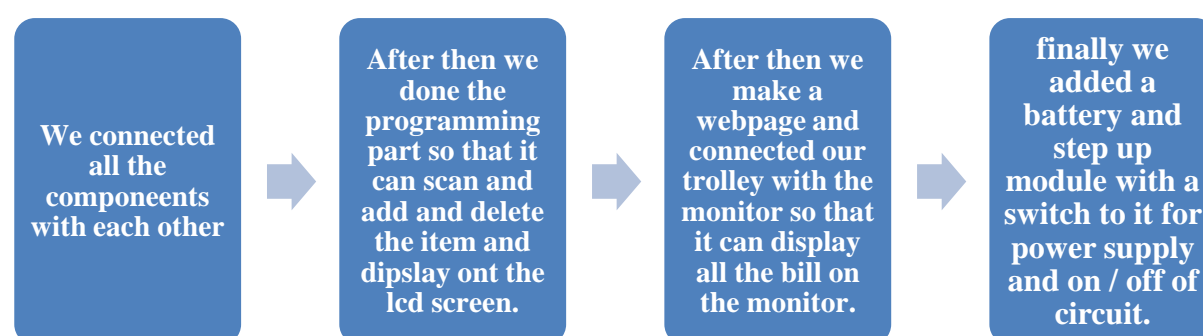 We connected
all the
componeents
with each other
After then we
done the
programming
part so that it
can scan and
add and delete
the item and
dipslay ont the
lcd screen.
After then we
make a
webpage and
connected our
trolley with the
monitor so that
it can display
all the bill on
the monitor.
finally we
added a
battery and
step up
module with a
switch to it for
power supply
and on / off of
circuit.